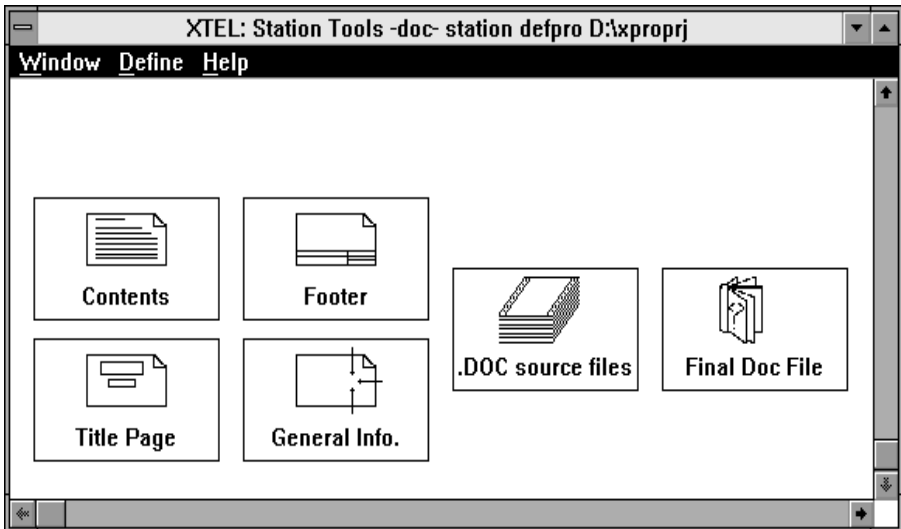 XTEL: Station Tools -doc- station defpro D:\xproprj
Window Define Help
Contents
Footer
.DOC source files
Final Doc File
Title Page
General Info.